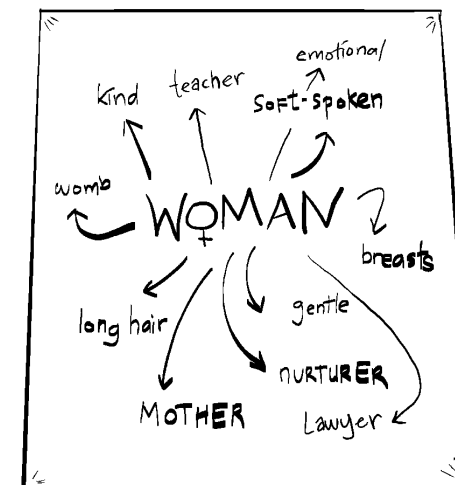 emotional
kind
teacher
soft-spoken
womb
WOMAN
breasts
long hair
gentle
NURTURER
MOTHER
Lawyer